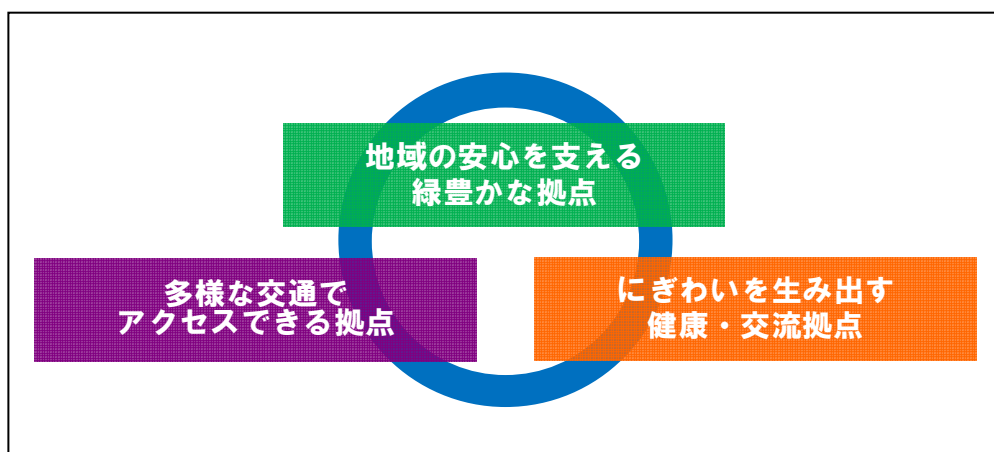 地域の安心を支える
緑豊かな拠点
多様な交通で
アクセスできる拠点
にぎわいを生み出す
健康・交流拠点